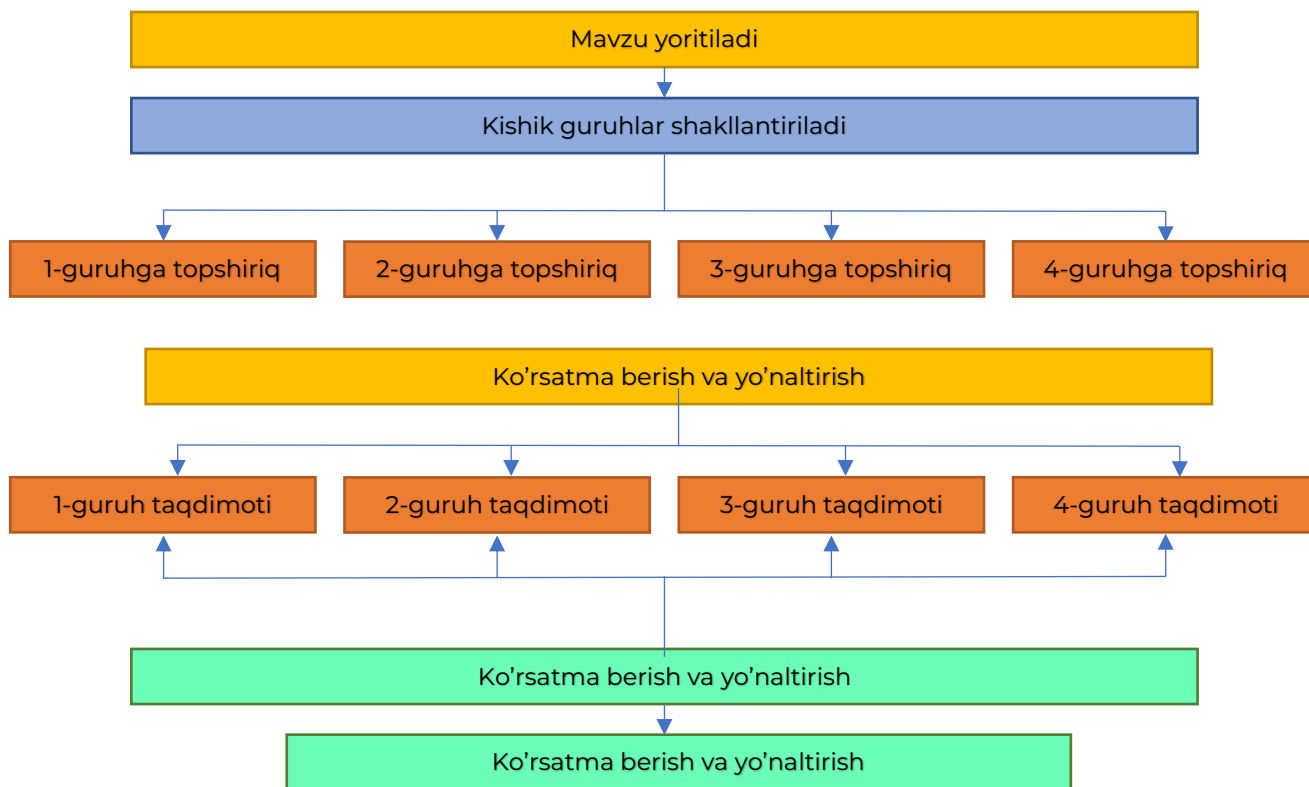 Mavzu yoritiladi
Kishik guruhlar shakllantiriladi
1-guruhga topshiriq
2-guruhga topshiriq
3-guruhga topshiriq
4-guruhga topshiriq
Ko’rsatma berish va yo’naltirish
1-guruh taqdimoti
2-guruh taqdimoti
3-guruh taqdimoti
4-guruh taqdimoti
Ko’rsatma berish va yo’naltirish
Ko’rsatma berish va yo’naltirish